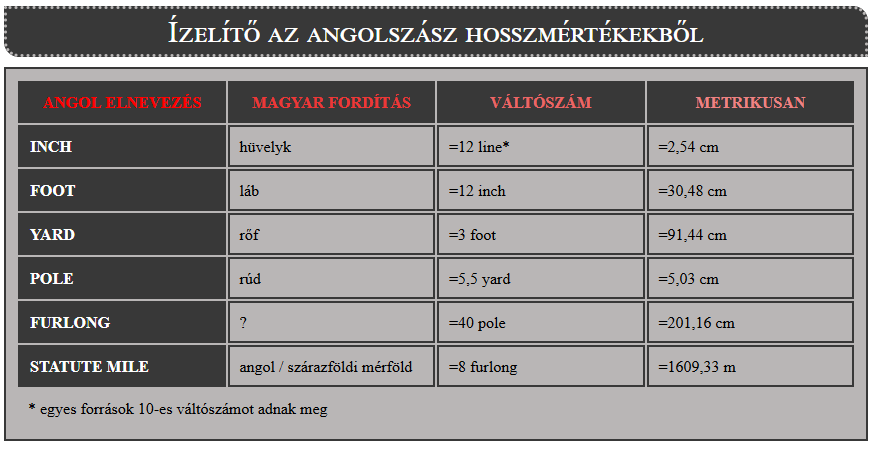 Ízelítő az angolszász hosszmértékekből
ANGOL ELNEVEZÉS MAGYAR FORDÍTÁS VÁLTÓSZÁM METRIKUSAN
INCH hüvelyk =12 line* =2,54 cm
FOOT láb =12 inch =30,48 cm
YARD rőf =3 foot =91,44 cm
POLE rúd =5,5 yard =5,03 cm
FURLONG ? =40 pole =201,16 cm
STATUTE MILE angol / szárazföldi mérföld =8 furlong =1609,33 m
* egyes források 10-es váltószámot adnak meg